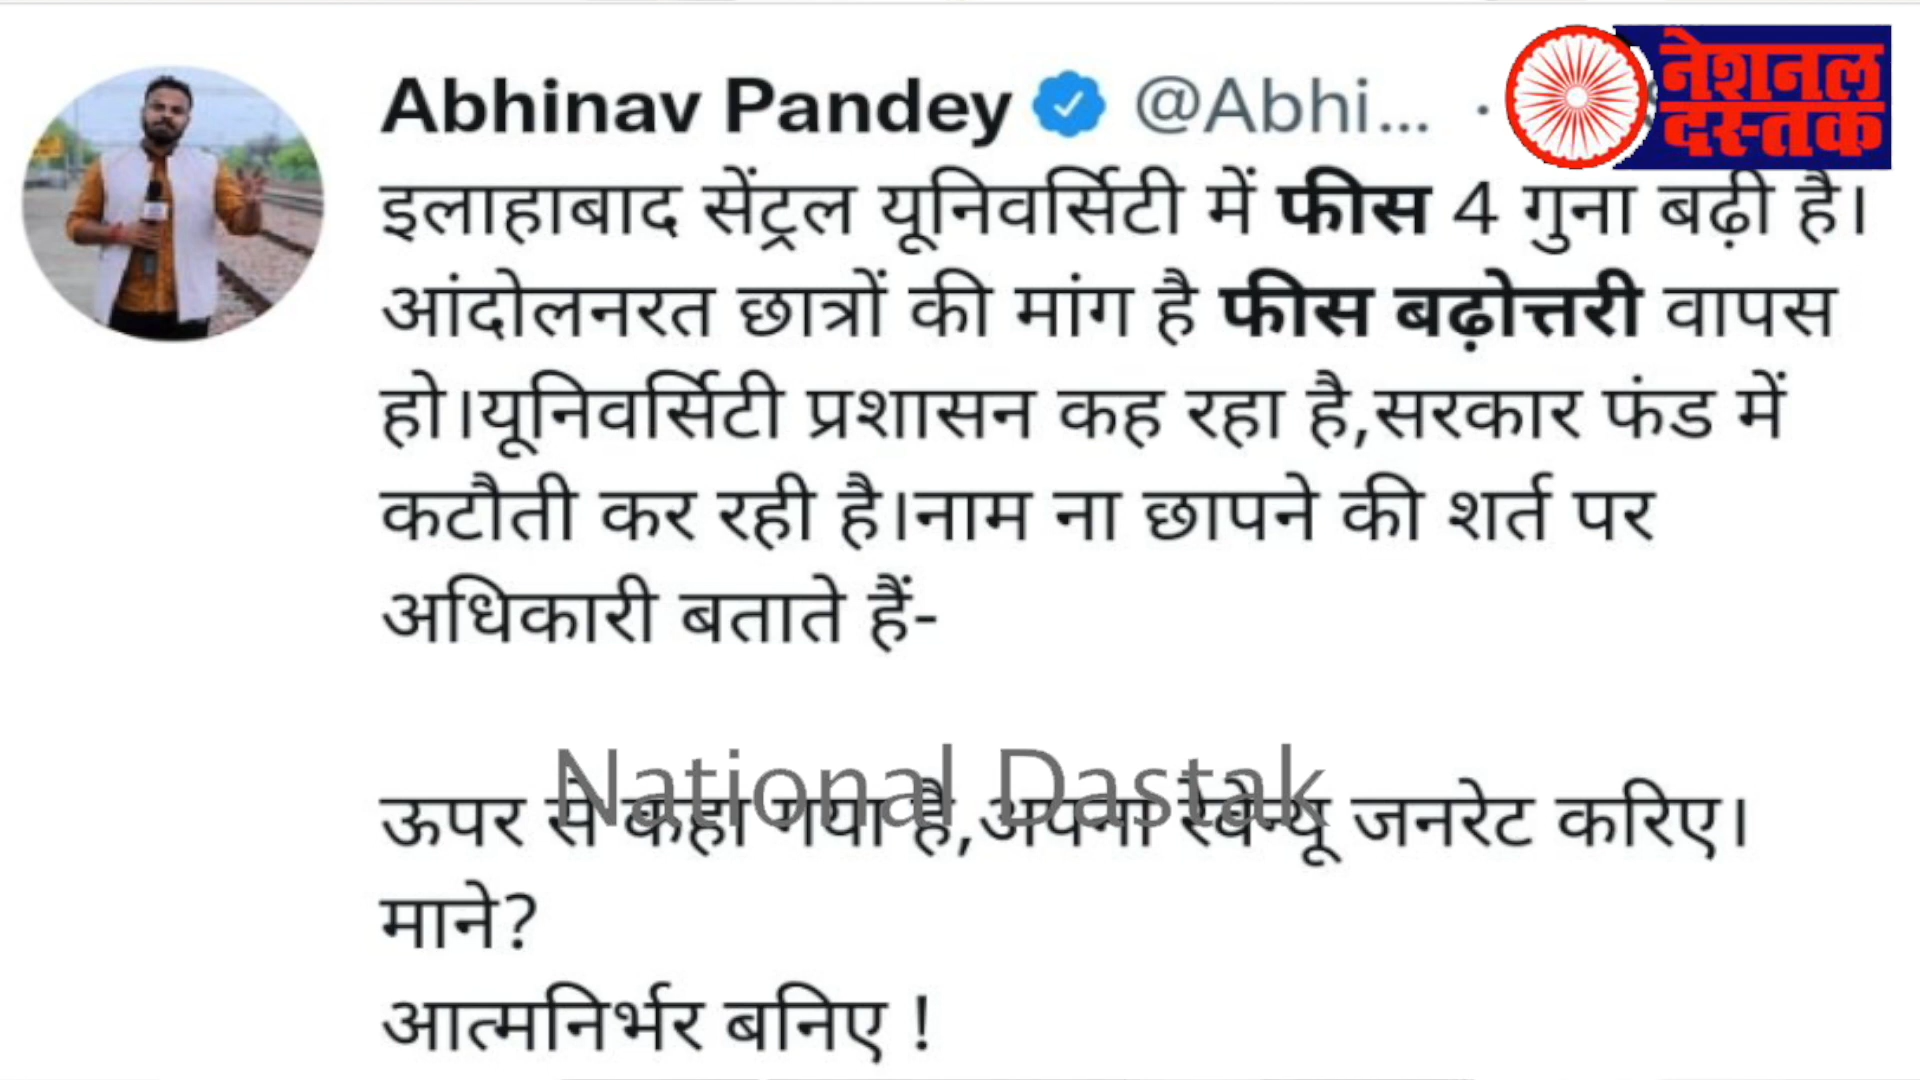 Abhinav Pandey @Abhi... ·
नेशनल
दस्तक
इलाहाबाद सेंट्रल यूनिवर्सिटी में फीस 4 गुना बढ़ी है।
आंदोलनरत छात्रों की मांग है फीस बढ़ोत्तरी वापस
हो।यूनिवर्सिटी प्रशासन कह रहा है,सरकार फंड में
कटौती कर रही है।नाम ना छापने की शर्त पर
अधिकारी बताते हैं-
National Dastak
ऊपर से कहा गया है,अपना रेवेन्यू जनरेट करिए।
माने?
आत्मनिर्भर बनिए !